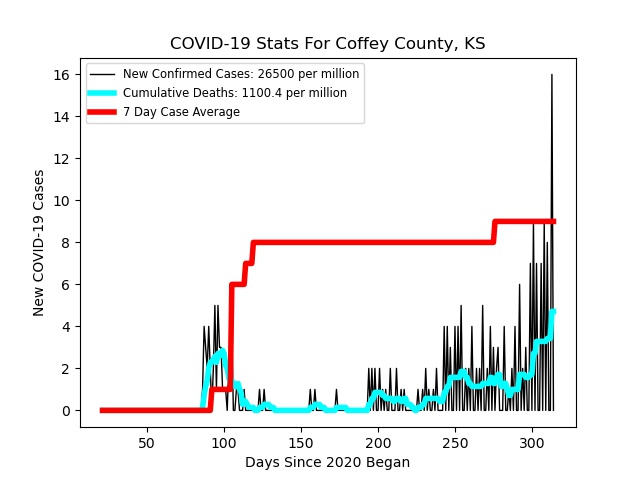 COVID-19 Stats For Coffey County, KS
New Confirmed Cases: 26500 per million
Cumulative Deaths: 1100.4 per million
7 Day Case Average
New COVID-19 Cases
16
14
12
10
8
6
4
2
0
50 100 150 200 250 300
Days Since 2020 Began